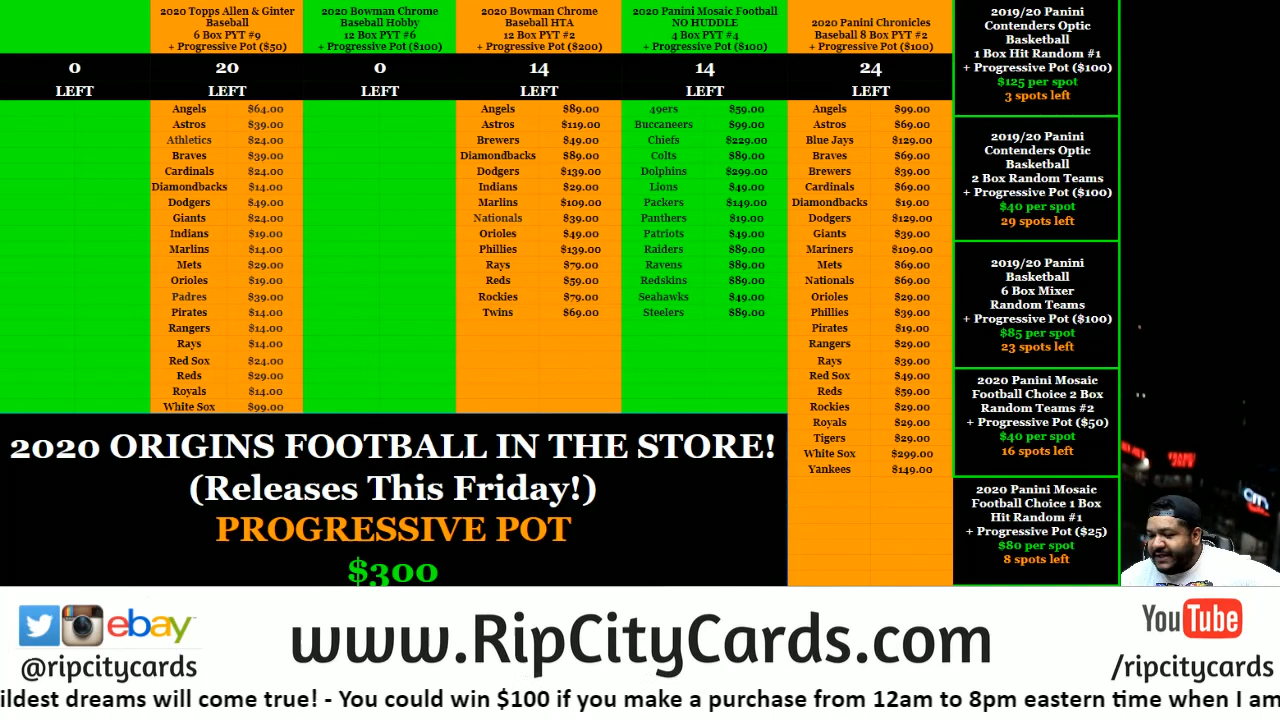 2020 Topps Allen & Ginter
Baseball
6 Box PYT #9
+ Progressive Pot ($50)
20
LEFT
Angels $64.00
Astros $39.00
Athletics $24.00
Braves $39.00
Cardinals $24.00
Diamondbacks $14.00
Dodgers $49.00
Giants $24.00
Indians $19.00
Marlins $14.00
Mets $29.00
Orioles $19.00
Padres $39.00
Pirates $14.00
Rangers $14.00
Rays $14.00
Red Sox $24.00
Reds $29.00
Royals $14.00
White Sox $99.00
0
LEFT
2020 Bowman Chrome
Baseball Hobby
12 Box PYT #6
+ Progressive Pot ($100)
0
LEFT
2020 Bowman Chrome
Baseball HTA
12 Box PYT #2
+ Progressive Pot ($200)
14
LEFT
Angels $89.00
Astros $119.00
Brewers $49.00
Diamondbacks $89.00
Dodgers $139.00
Indians $29.00
Marlins $109.00
Nationals $39.00
Orioles $49.00
Phillies $139.00
Rays $79.00
Reds $59.00
Rockies $79.00
Twins $69.00
2020 Panini Mosaic Football
NO HUDDLE
4 Box PYT #4
+ Progressive Pot ($100)
14
LEFT
49ers $59.00
Buccaneers $99.00
Chiefs $229.00
Colts $89.00
Dolphins $299.00
Lions $49.00
Packers $149.00
Panthers $19.00
Patriots $49.00
Raiders $89.00
Ravens $89.00
Redskins $89.00
Seahawks $49.00
Steelers $89.00
2020 Panini Chronicles
Baseball 8 Box PYT #2
+ Progressive Pot ($100)
24
LEFT
Angels $99.00
Astros $69.00
Blue Jays $129.00
Braves $69.00
Brewers $39.00
Cardinals $69.00
Diamondbacks $19.00
Dodgers $129.00
Giants $39.00
Mariners $109.00
Mets $69.00
Nationals $69.00
Orioles $29.00
Phillies $39.00
Pirates $19.00
Rangers $29.00
Rays $39.00
Red Sox $49.00
Reds $59.00
Rockies $29.00
Royals $29.00
Tigers $29.00
White Sox $299.00
Yankees $149.00
2019/20 Panini
Contenders Optic
Basketball
1 Box Hit Random #1
+ Progressive Pot ($100)
$125 per spot
3 spots left
2019/20 Panini
Contenders Optic
Basketball
2 Box Random Teams
+ Progressive Pot ($100)
$40 per spot
29 spots left
2019/20 Panini
Basketball
6 Box Mixer
Random Teams
+ Progressive Pot ($100)
$85 per spot
23 spots left
2020 Panini Mosaic
Football Choice 2 Box
Random Teams #2
+ Progressive Pot ($50)
$40 per spot
16 spots left
2020 Panini Mosaic
Football Choice 1 Box
Hit Random #1
+ Progressive Pot ($25)
$80 per spot
8 spots left
2020 ORIGINS FOOTBALL IN THE STORE!
(Releases This Friday!)
PROGRESSIVE POT
$300
ebay
@ripcitycards
www.RipCityCards.com
YouTube
/ripcitycards
ildest dreams will come true! - You could win $100 if you make a purchase from 12am to 8pm eastern time when I am